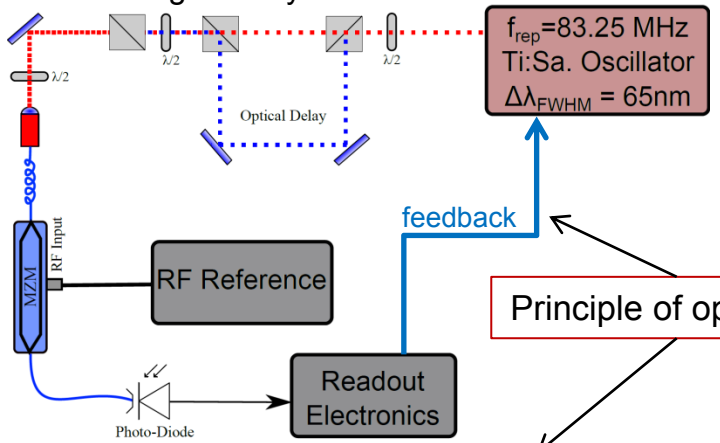 f_rep=83.25 MHz
Ti:Sa. Oscillator
Δλ_FWHM = 65nm
λ/2
λ/2
λ/2
Optical Delay
feedback
RF Input
MZM
RF Reference
Principle of op
Readout
Electronics
Photo-Diode